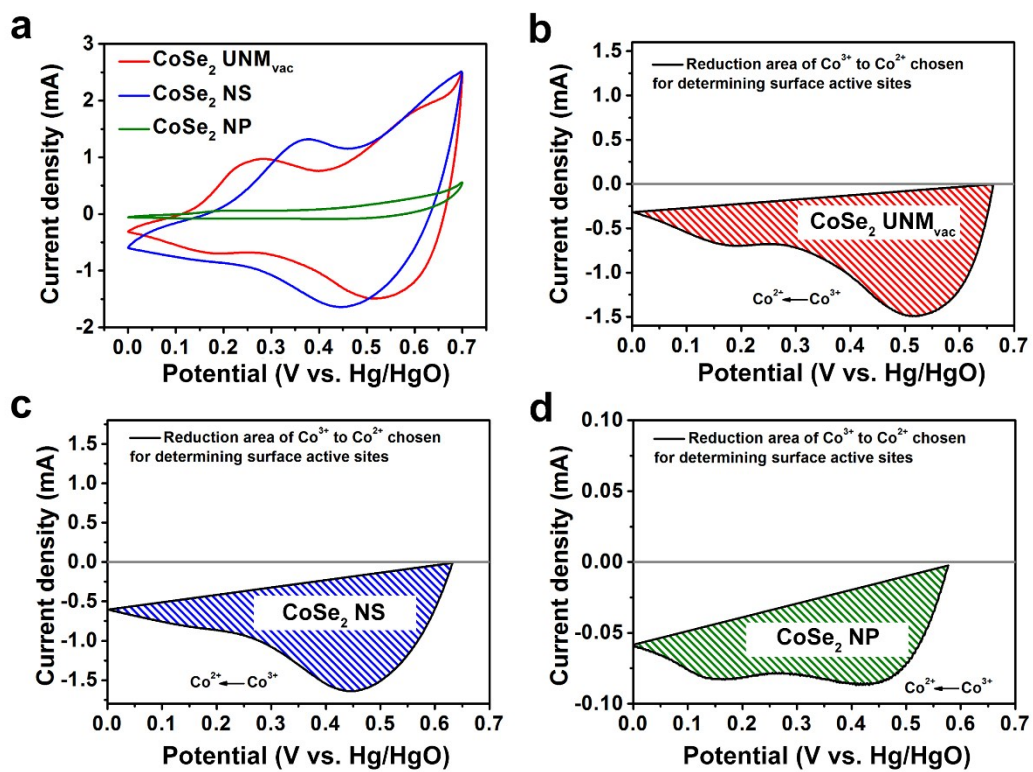 a
Current density (mA)
3
2
1
0
-1
-2
CoSe₂ UNMvac
CoSe₂ NS
CoSe₂ NP
0.0 0.1 0.2 0.3 0.4 0.5 0.6 0.7
Potential (V vs. Hg/HgO)
b
Current density (mA)
1.5
1.0
0.5
0.0
-0.5
-1.0
-1.5
Reduction area of Co³⁺ to Co²⁺ chosen
for determining surface active sites
CoSe₂ UNMvac
Co²⁺←Co³⁺
0.0 0.1 0.2 0.3 0.4 0.5 0.6 0.7
Potential (V vs. Hg/HgO)
c
Current density (mA)
1.5
1.0
0.5
0.0
-0.5
-1.0
-1.5
Reduction area of Co³⁺ to Co²⁺ chosen
for determining surface active sites
CoSe₂ NS
Co²⁺←Co³⁺
0.0 0.1 0.2 0.3 0.4 0.5 0.6 0.7
Potential (V vs. Hg/HgO)
d
Current density (mA)
0.10
0.05
0.00
-0.05
-0.10
Reduction area of Co³⁺ to Co²⁺ chosen
for determining surface active sites
CoSe₂ NP
Co²⁺←Co³⁺
0.0 0.1 0.2 0.3 0.4 0.5 0.6 0.7
Potential (V vs. Hg/HgO)